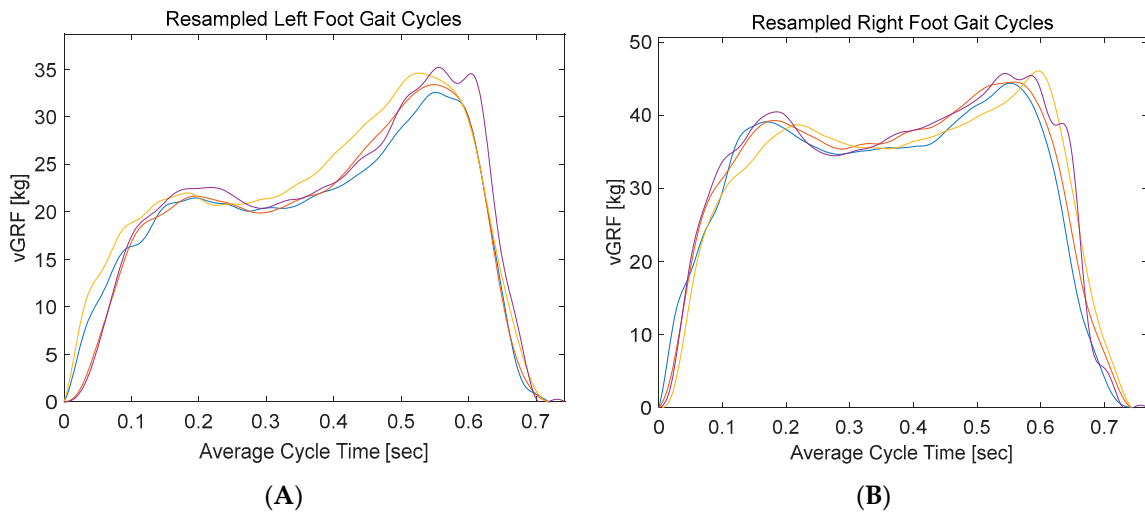 Resampled Left Foot Gait Cycles
35
30
25
20
15
10
5
0
vGRF [kg]
0 0.1 0.2 0.3 0.4 0.5 0.6 0.7
Average Cycle Time [sec]
(A)
Resampled Right Foot Gait Cycles
50
40
30
20
10
0
vGRF [kg]
0 0.1 0.2 0.3 0.4 0.5 0.6 0.7
Average Cycle Time [sec]
(B)